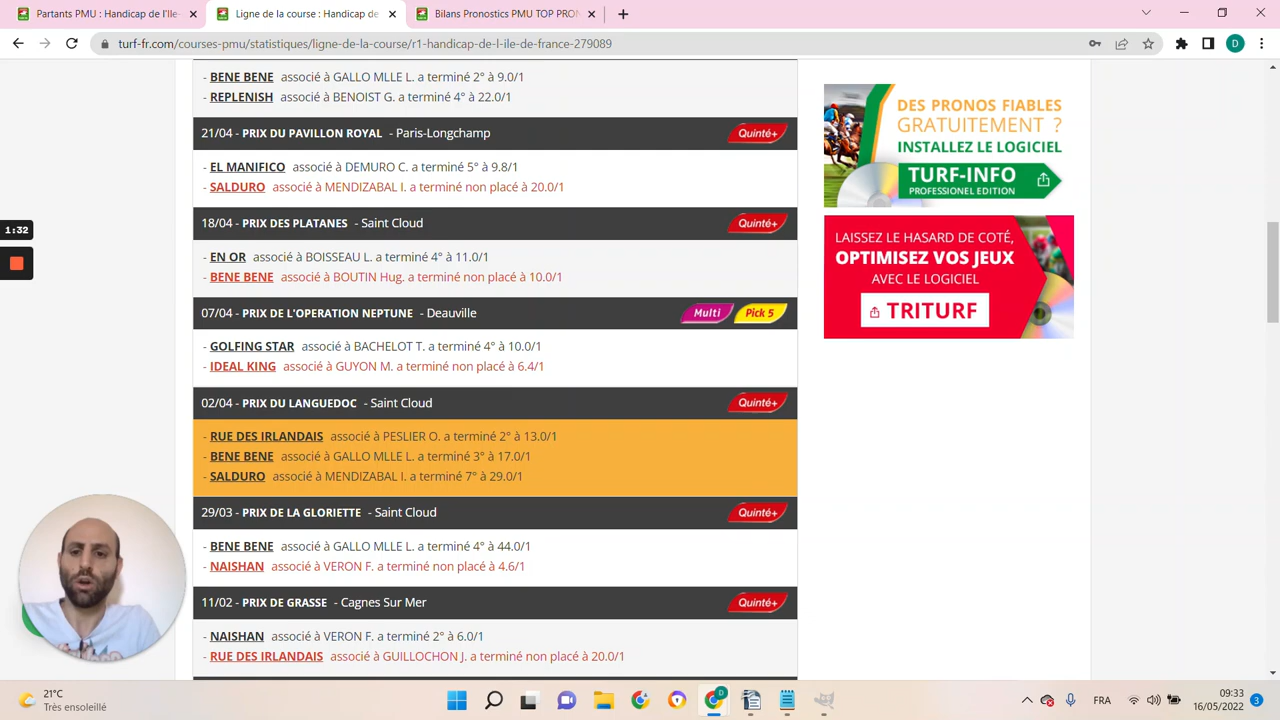 Partants PMU : Handicap de l'Ile-
Ligne de la course : Handicap de
Bilans Pronostics PMU TOP PRON
turf-fr.com/courses-pmu/statistiques/ligne-de-la-course/r1-handicap-de-l-ile-de-france-279089
D
- BENE BENE associé à GALLO MLLE L. a terminé 2° à 9.0/1
- REPLENISH associé à BENOIST G. a terminé 4° à 22.0/1
21/04 - PRIX DU PAVILLON ROYAL - Paris-Longchamp Quinté+
- EL MANIFICO associé à DEMURO C. a terminé 5° à 9.8/1
- SALDURO associé à MENDIZABAL I. a terminé non placé à 20.0/1
18/04 - PRIX DES PLATANES - Saint Cloud Quinté+
- EN OR associé à BOISSEAU L. a terminé 4° à 11.0/1
- BENE BENE associé à BOUTIN Hug. a terminé non placé à 10.0/1
07/04 - PRIX DE L'OPERATION NEPTUNE - Deauville Multi Pick 5
- GOLFING STAR associé à BACHELOT T. a terminé 4° à 10.0/1
- IDEAL KING associé à GUYON M. a terminé non placé à 6.4/1
02/04 - PRIX DU LANGUEDOC - Saint Cloud Quinté+
- RUE DES IRLANDAIS associé à PESLIER O. a terminé 2° à 13.0/1
- BENE BENE associé à GALLO MLLE L. a terminé 3° à 17.0/1
- SALDURO associé à MENDIZABAL I. a terminé 7° à 29.0/1
29/03 - PRIX DE LA GLORIETTE - Saint Cloud Quinté+
- BENE BENE associé à GALLO MLLE L. a terminé 4° à 44.0/1
- NAISHAN associé à VERON F. a terminé non placé à 4.6/1
11/02 - PRIX DE GRASSE - Cagnes Sur Mer Quinté+
- NAISHAN associé à VERON F. a terminé 2° à 6.0/1
- RUE DES IRLANDAIS associé à GUILLOCHON J. a terminé non placé à 20.0/1
DES PRONOS FIABLES
GRATUITEMENT ?
INSTALLEZ LE LOGICIEL
TURF-INFO
PROFESSIONEL EDITION
LAISSEZ LE HASARD DE COTÉ,
OPTIMISEZ VOS JEUX
AVEC LE LOGICIEL
TRITURF
1:32
21°C
Très ensoleillé
D
FRA
09:33
16/05/2022
3